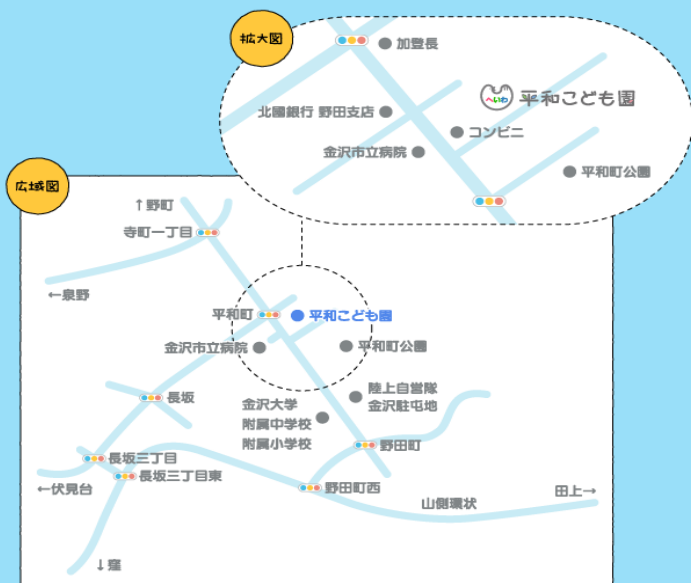 拡大図
加登長
へいわ
平和こども園
北國銀行 野田支店
コンビニ
金沢市立病院
平和町公園
広域図
↑野町
寺町一丁目
←泉野
平和町
平和こども園
金沢市立病院
平和町公園
長坂
金沢大学
附属中学校
附属小学校
陸上自営隊
金沢駐屯地
野田町
長坂三丁目
長坂三丁目東
←伏見台
野田町西
山側環状
田上→
↓窪